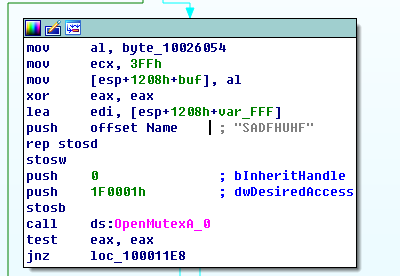 mov al, byte_10026054
mov ecx, 3FFh
mov [esp+1208h+buf], al
xor eax, eax
lea edi, [esp+1208h+var_FFF]
push offset Name ; "SADFHUHF"
rep stosd
stosw
push 0 ; bInheritHandle
push 1F0001h ; dwDesiredAccess
stosb
call ds:OpenMutexA_0
test eax, eax
jnz loc_100011E8